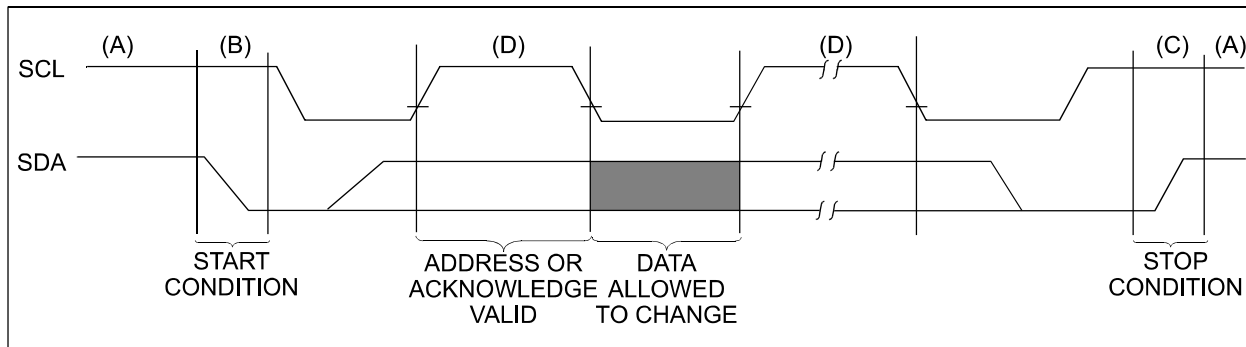 (A) (B) (D) (D) (C) (A)
SCL
SDA
START
CONDITION
ADDRESS OR
ACKNOWLEDGE
VALID
DATA
ALLOWED
TO CHANGE
STOP
CONDITION